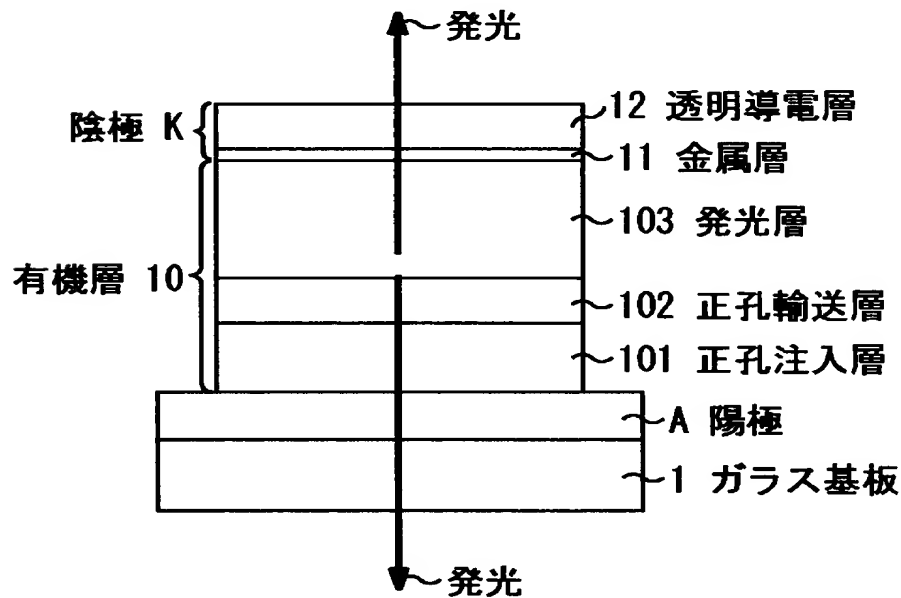 発光
12 透明導電層
陰極 K
11 金属層
103 発光層
有機層 10
102 正孔輸送層
101 正孔注入層
A 陽極
1 ガラス基板
発光